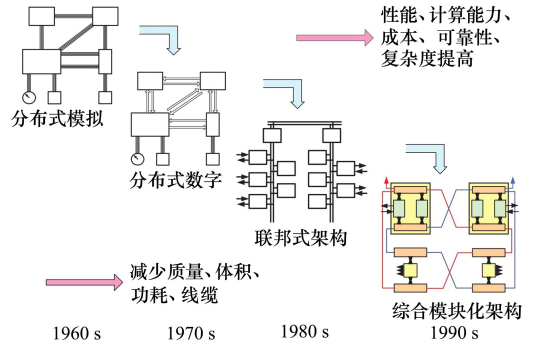 性能、计算能力、
成本、可靠性、
复杂度提高
分布式模拟
分布式数字
联邦式架构
综合模块化架构
减少质量、体积、
功耗、线缆
1960 s
1970 s
1980 s
1990 s